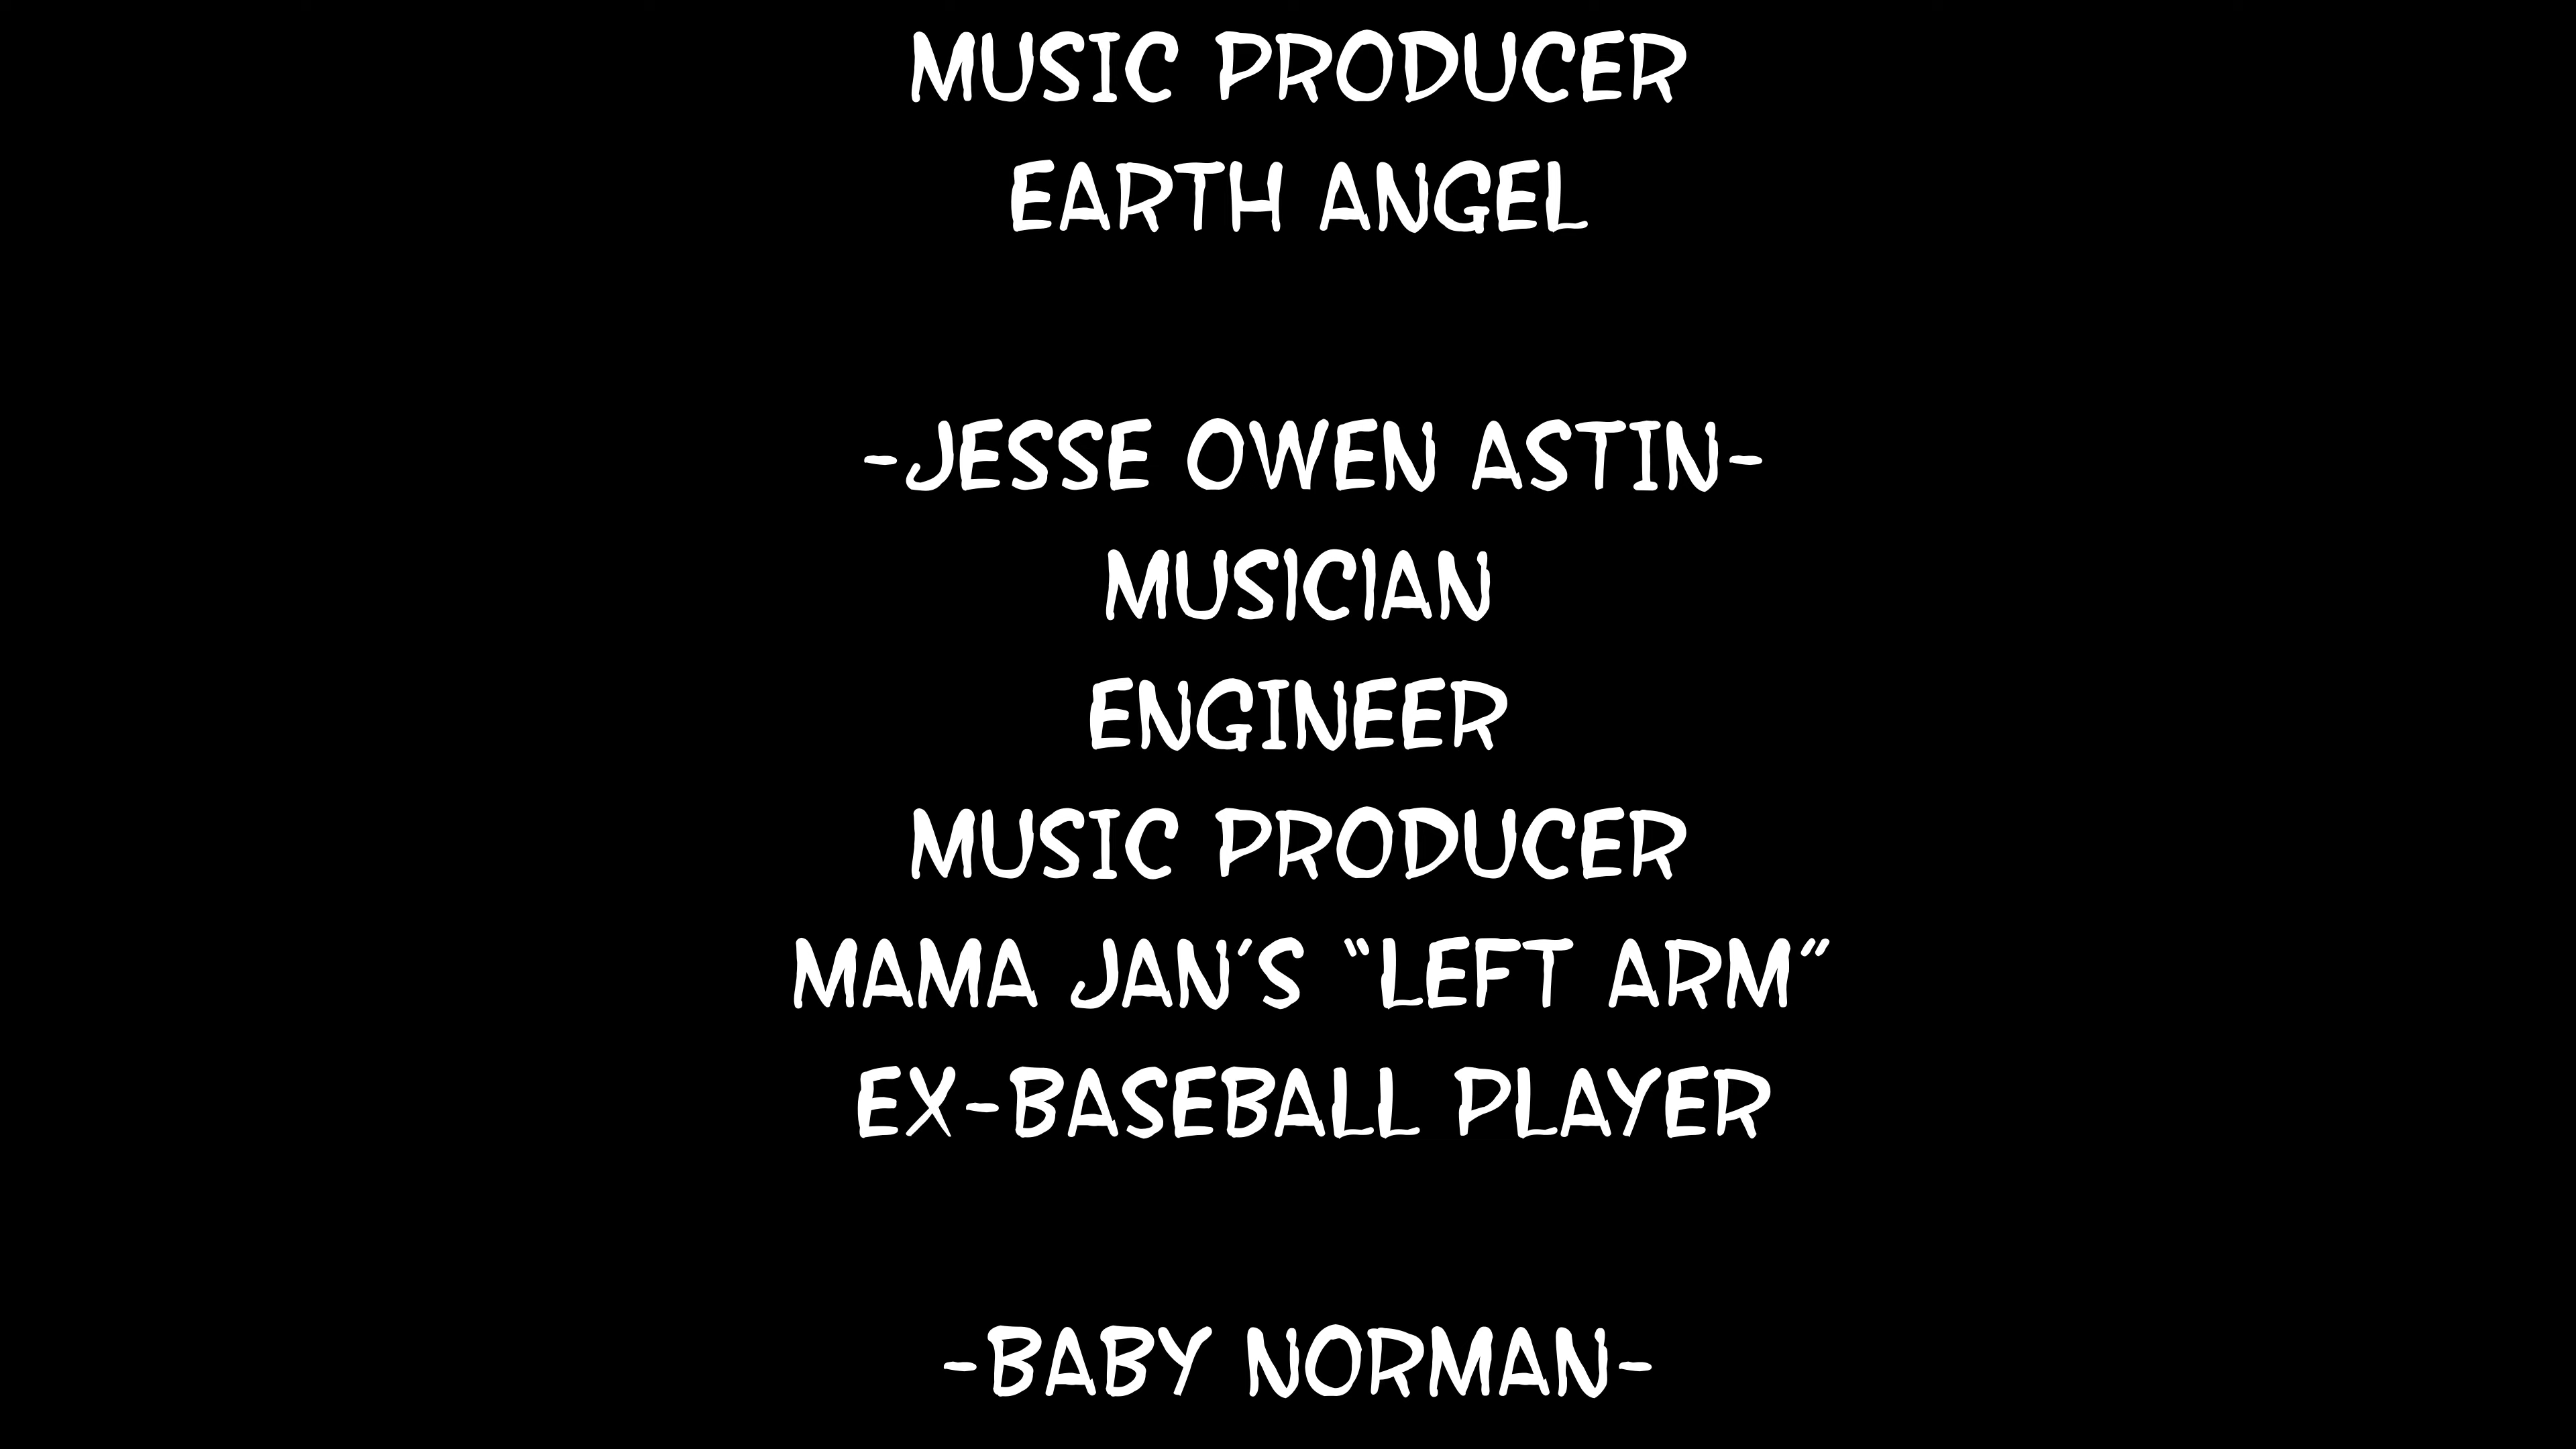 MUSIC PRODUCER
EARTH ANGEL
-JESSE OWEN ASTIN-
MUSICIAN
ENGINEER
MUSIC PRODUCER
MAMA JAN'S “LEFT ARM”
EX-BASEBALL PLAYER
-BABY NORMAN-